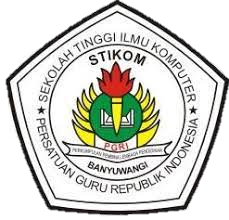 SEKOLAH TINGGI ILMU KOMPUTER
STIKOM
PGRI
BANYUWANGI
PERSATUAN GURU REPUBLIK INDONESIA